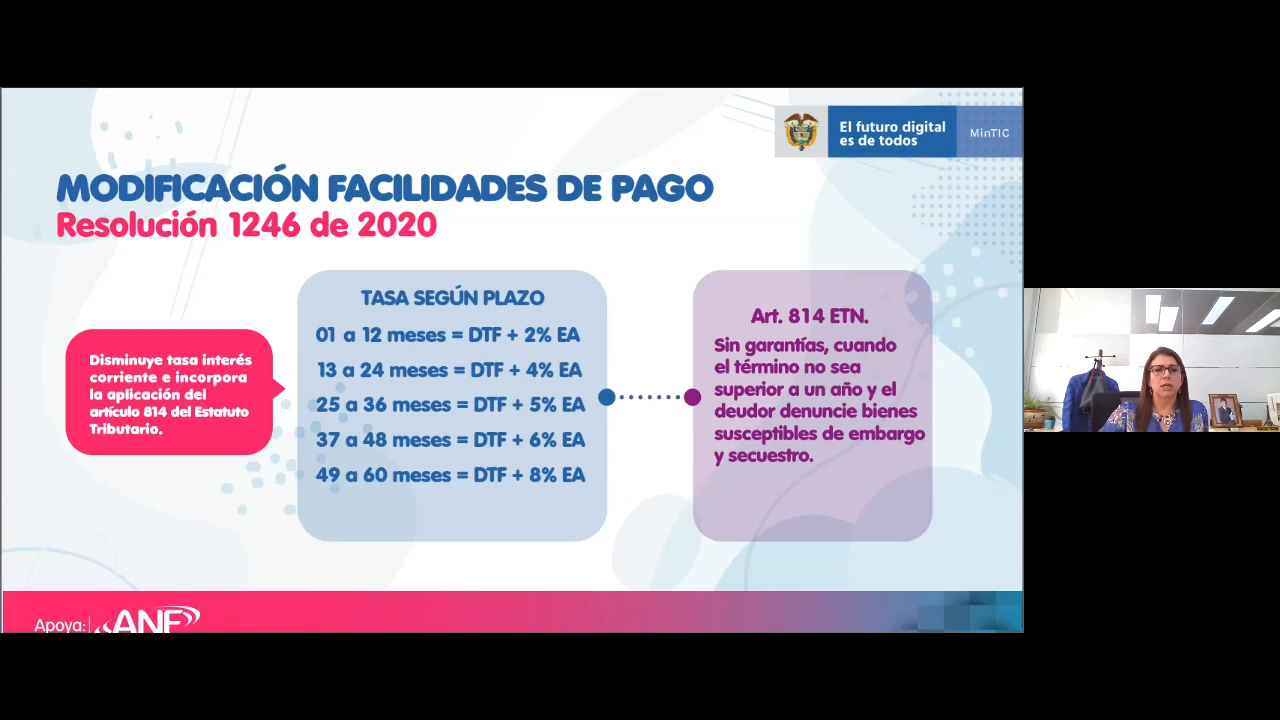 El futuro digital
es de todos
MinTIC
MODIFICACIÓN FACILIDADES DE PAGO
Resolución 1246 de 2020
Disminuye tasa interés
corriente e incorpora
la aplicación del
artículo 814 del Estatuto
Tributario.
TASA SEGÚN PLAZO
01 a 12 meses = DTF + 2% EA
13 a 24 meses = DTF + 4% EA
25 a 36 meses = DTF + 5% EA
37 a 48 meses = DTF + 6% EA
49 a 60 meses = DTF + 8% EA
Art. 814 ETN.
Sin garantías, cuando
el término no sea
superior a un año y el
deudor denuncie bienes
susceptibles de embargo
y secuestro.
Apoya:
ANE